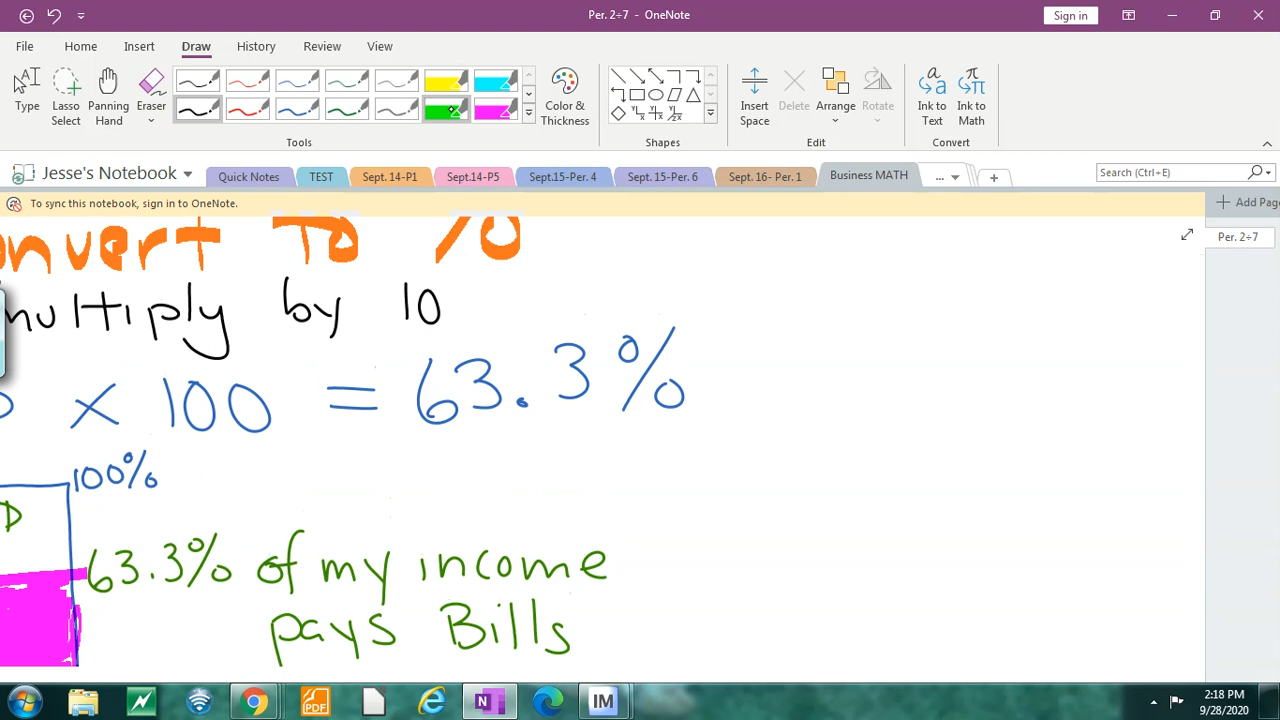 Per. 2÷7 - OneNote
Sign in
File Home Insert Draw History Review View
Type
Lasso Select
Panning Hand
Eraser
Color & Thickness
Insert Space
Delete
Arrange
Rotate
Ink to Text
Ink to Math
Tools
Shapes
Edit
Convert
Jesse's Notebook
Quick Notes TEST Sept. 14-P1 Sept.14-P5 Sept.15-Per. 4 Sept. 15-Per. 6 Sept. 16- Per. 1 Business MATH ...
Search (Ctrl+E)
To sync this notebook, sign in to OneNote.
Add Pag
Per. 2÷7
nvert To %
multiply by 10
x 100 = 63.3%
100%
D
63.3% of my income
pays Bills
IM
2:18 PM
9/28/2020